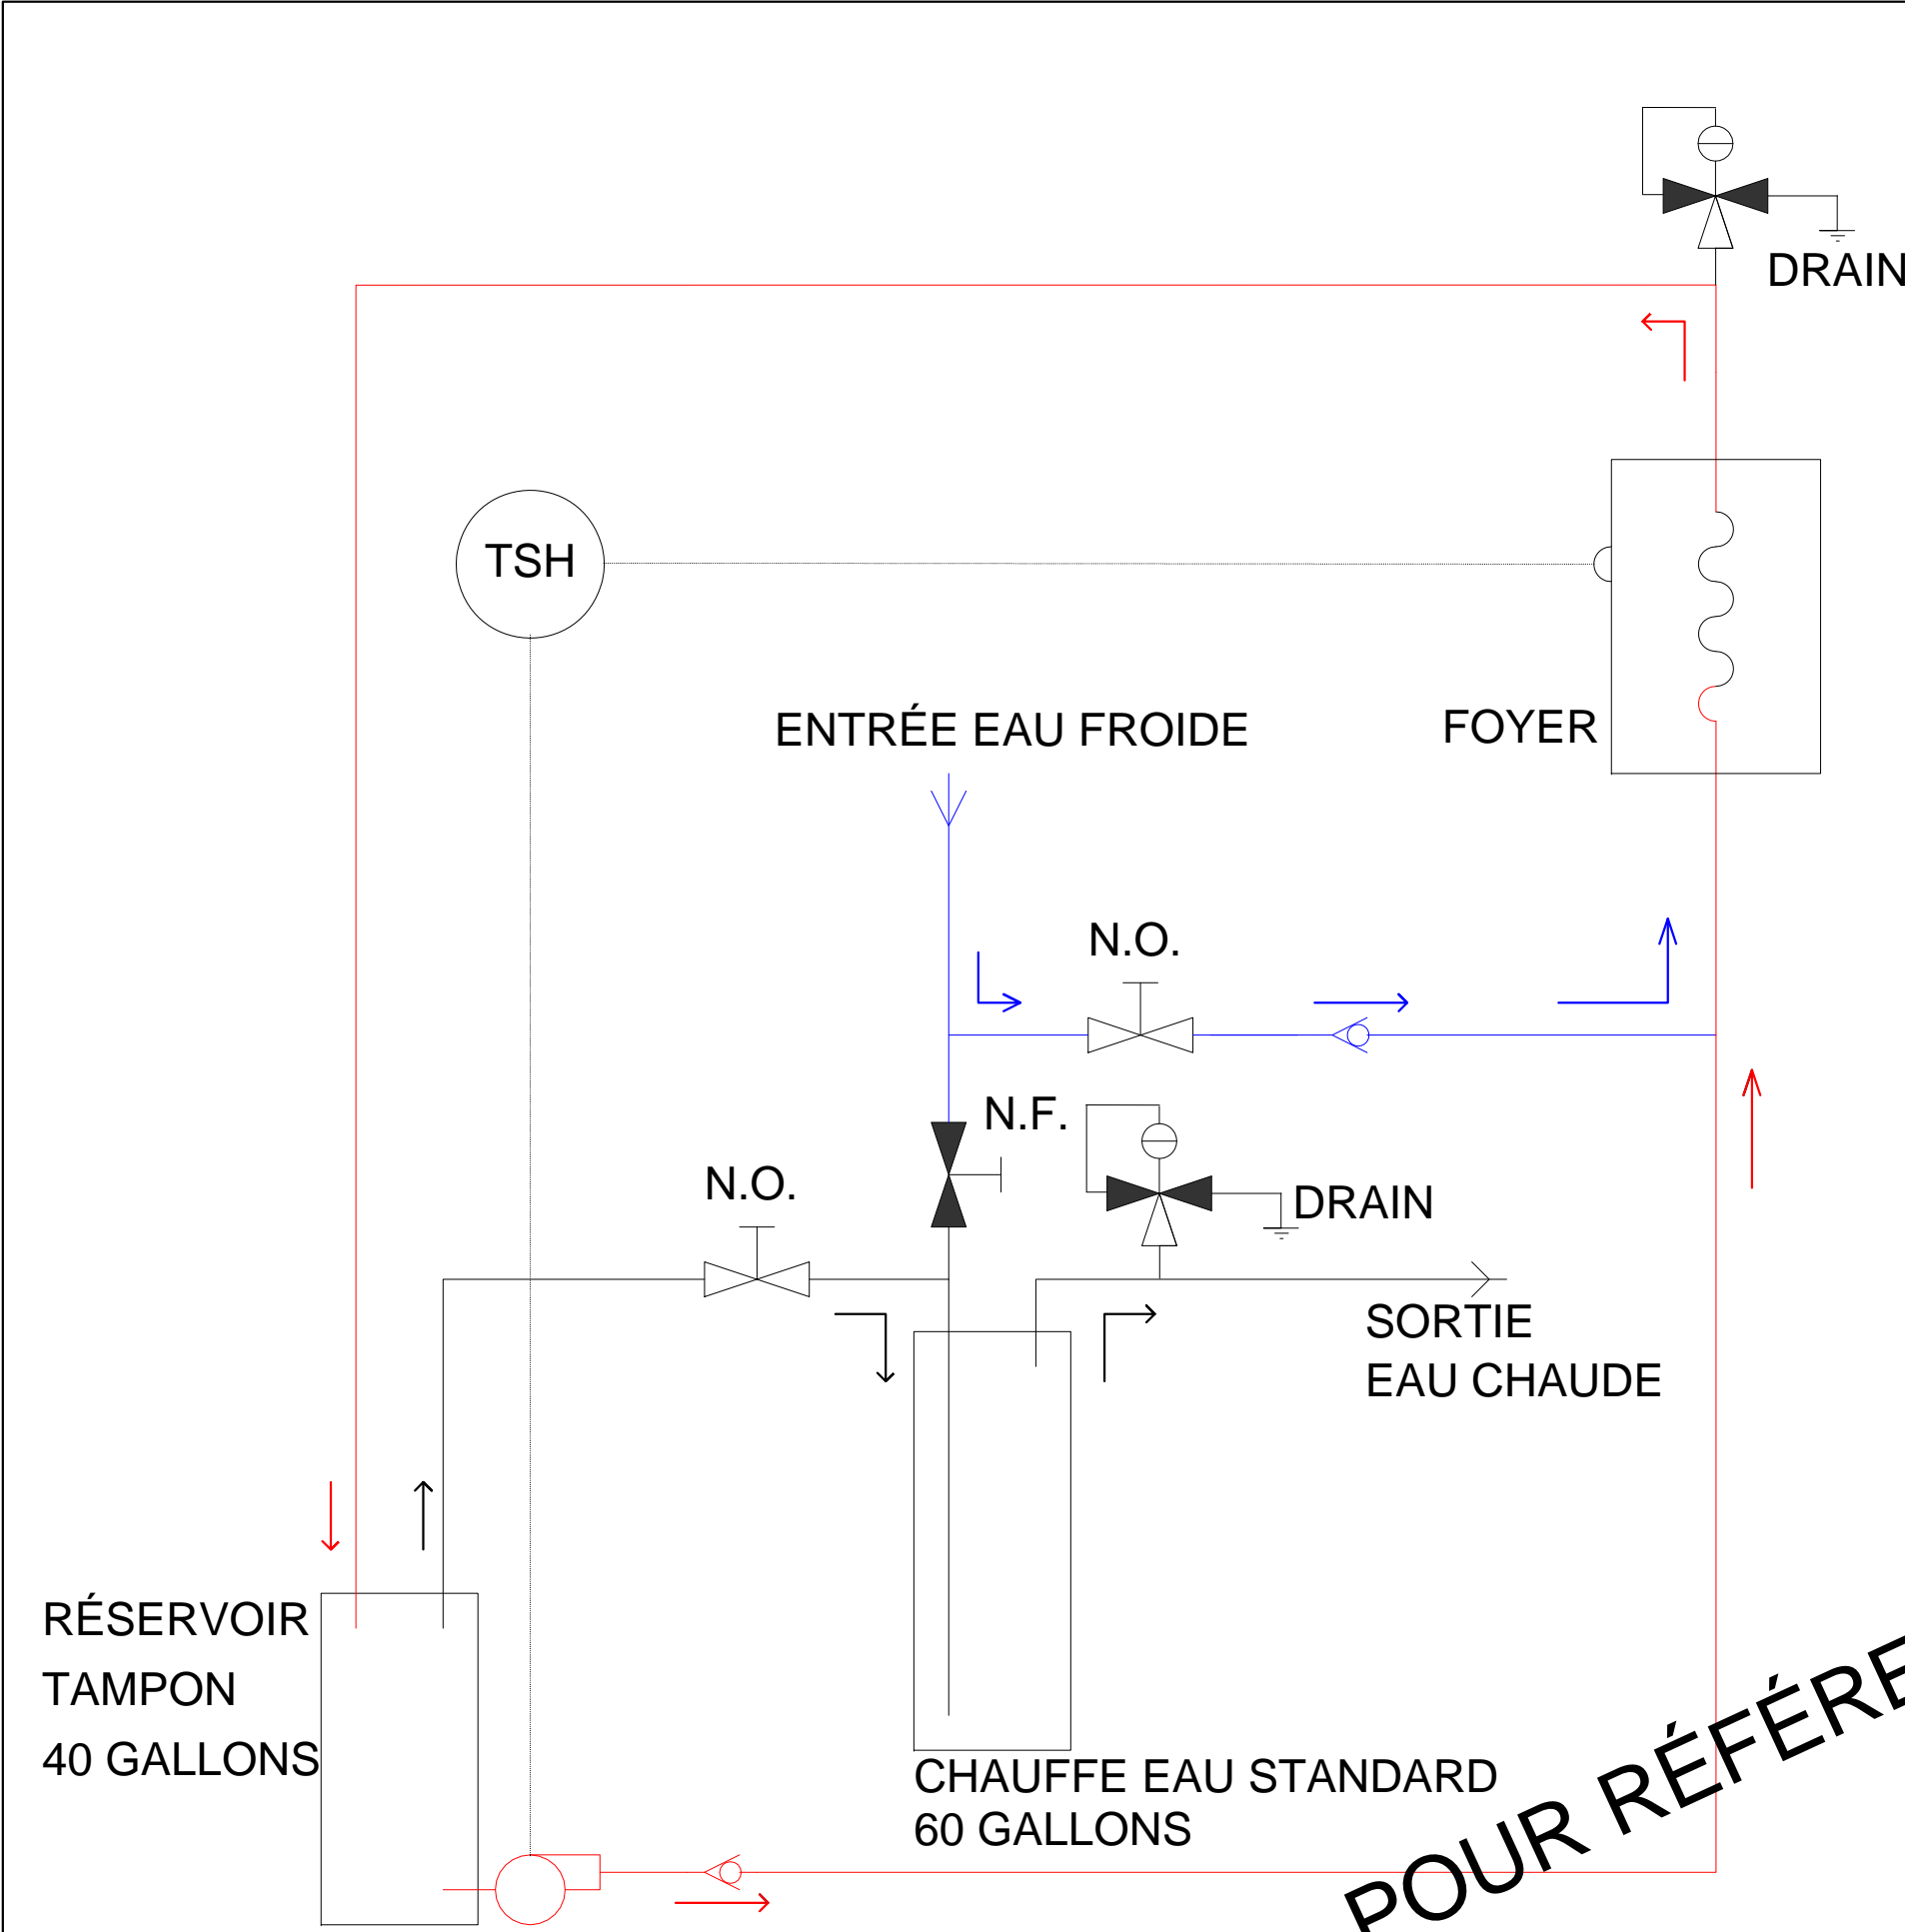 DRAIN
TSH
ENTRÉE EAU FROIDE
FOYER
N.O.
N.F.
N.O.
DRAIN
SORTIE
EAU CHAUDE
RÉSERVOIR
TAMPON
40 GALLONS
CHAUFFE EAU STANDARD
60 GALLONS
POUR RÉFÉRE